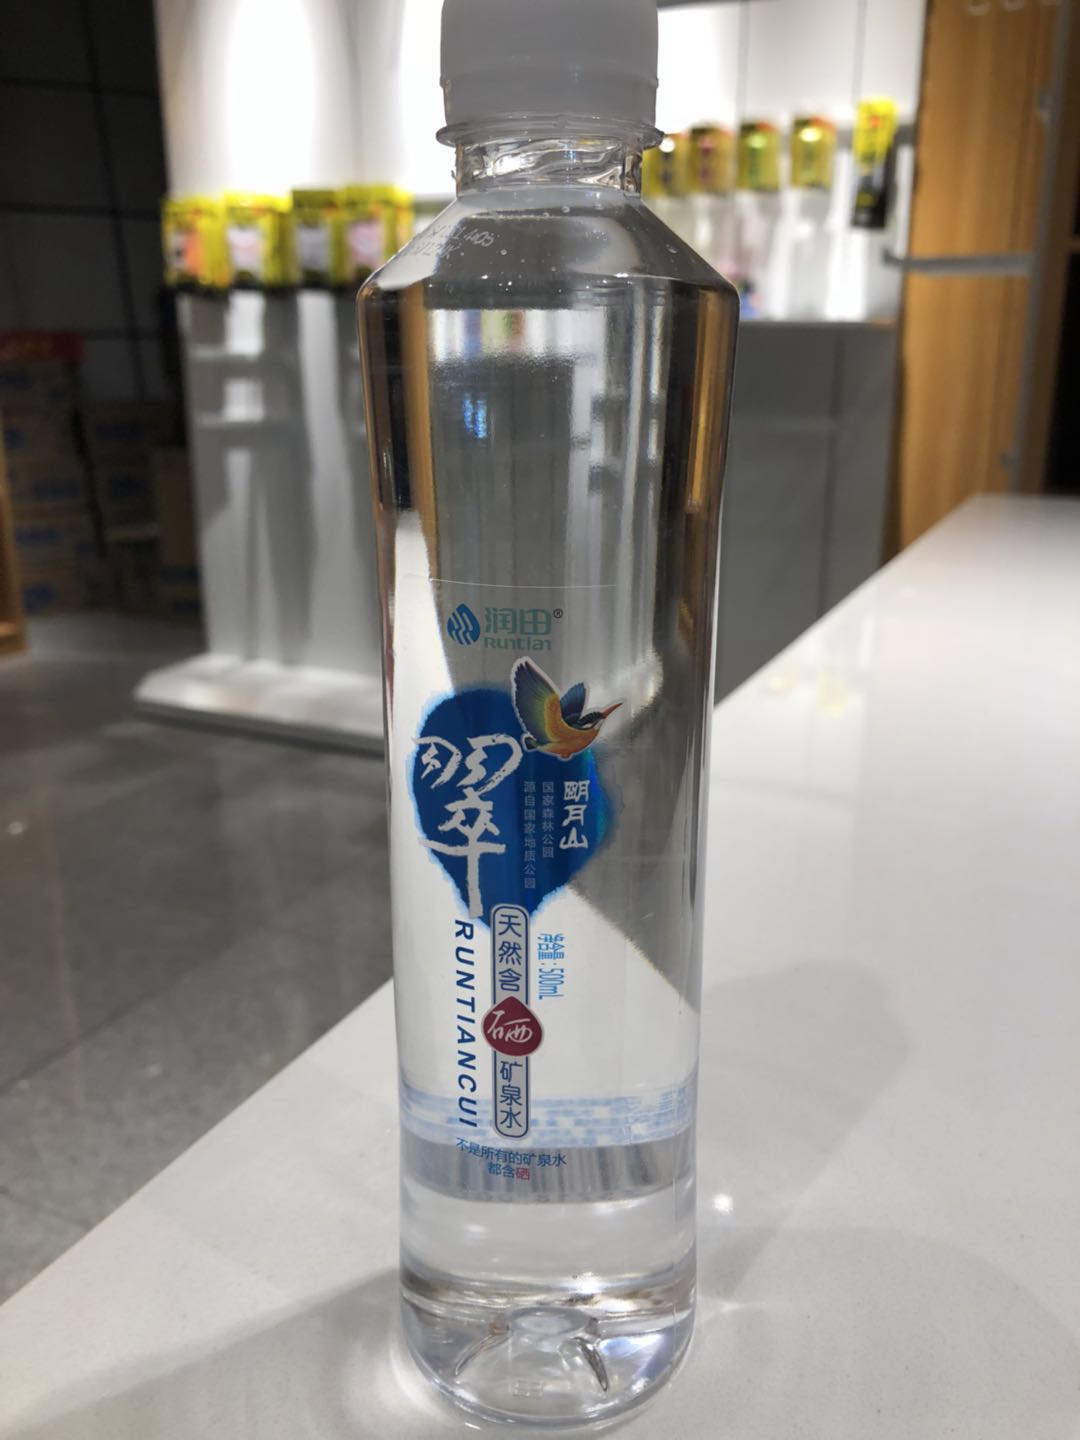 润田®
Runtian
翠
明月山
国家森林公园
源自国家地质公园
RUNTIANCUI
天然含硒矿泉水
净含量:500mL
不是所有的矿泉水
都含硒